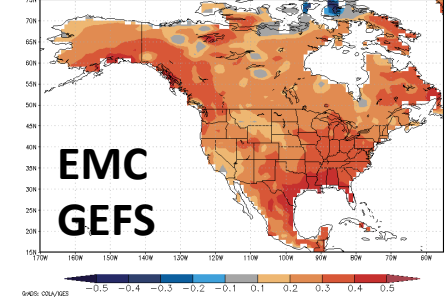 75N
70N
65N
60N
55N
50N
45N
40N
35N
30N
25N
20N
15N
EMC
GEFS
170W 160W 150W 140W 130W 120W 110W 100W 90W 80W 70W 60W
-0.5 -0.4 -0.3 -0.2 -0.1 0.1 0.2 0.3 0.4 0.5
GrADS: COLA/IGES